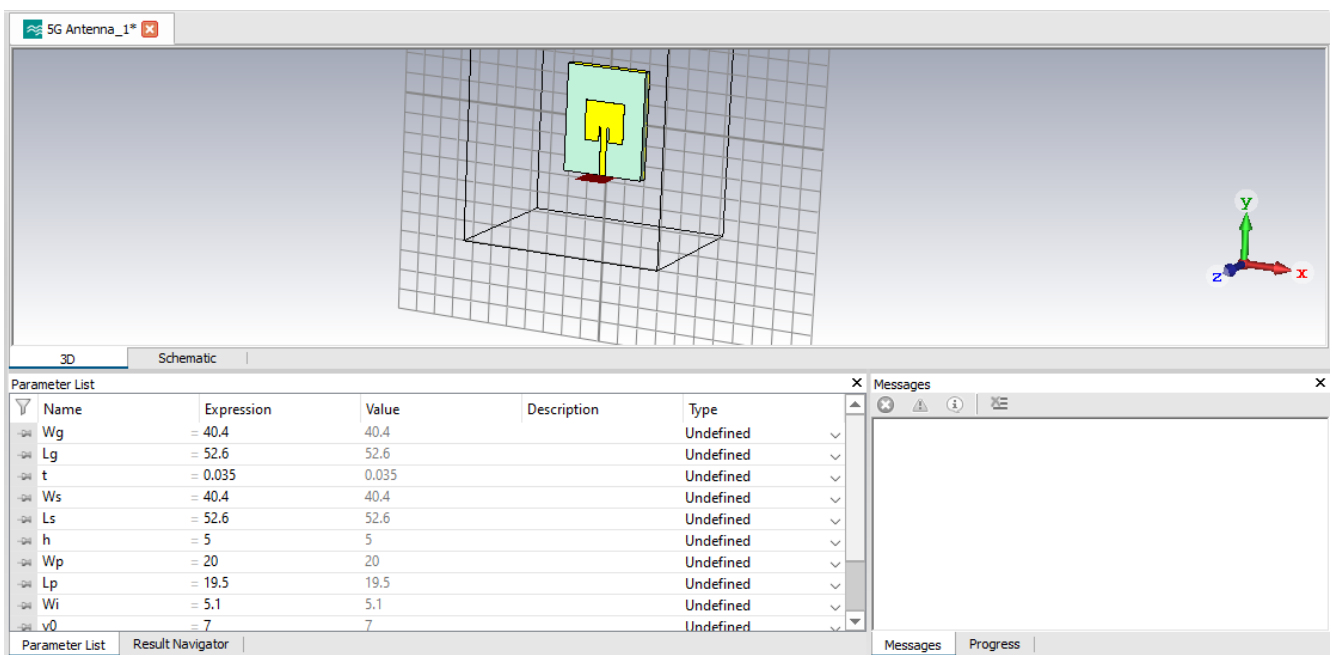 5G Antenna_1*
y
z
x
3D Schematic
Parameter List
Name Expression Value Description Type
Wg = 40.4 40.4 Undefined
Lg = 52.6 52.6 Undefined
t = 0.035 0.035 Undefined
Ws = 40.4 40.4 Undefined
Ls = 52.6 52.6 Undefined
h = 5 5 Undefined
Wp = 20 20 Undefined
Lp = 19.5 19.5 Undefined
Wi = 5.1 5.1 Undefined
= 7 7 Undefined
Parameter List Result Navigator
Messages
Messages Progress